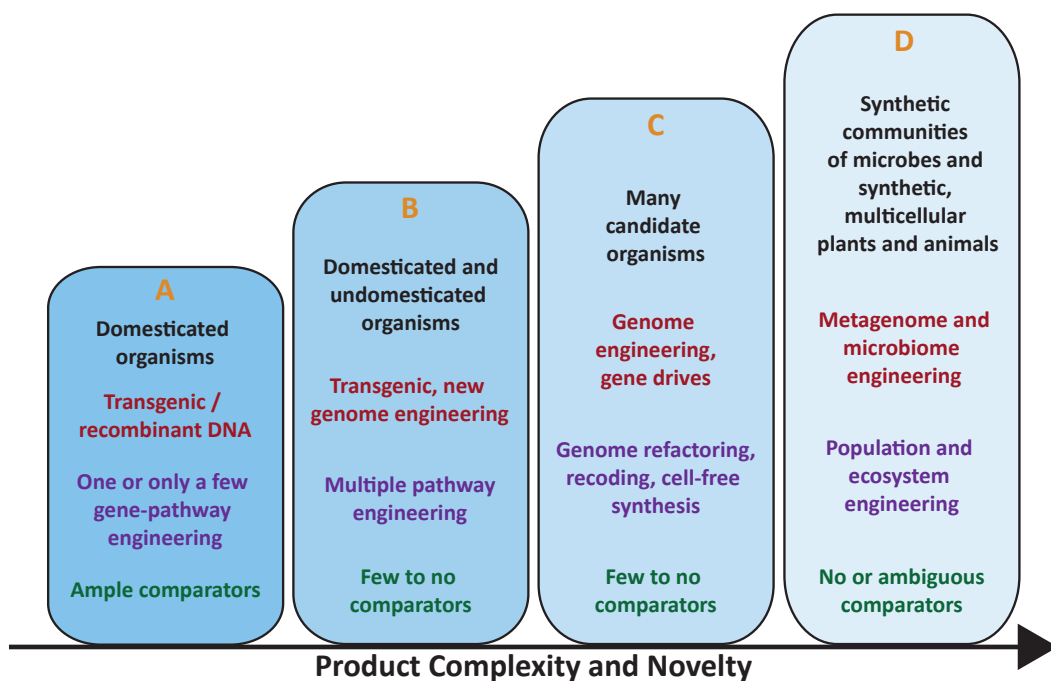 A
Domesticated
organisms
Transgenic /
recombinant DNA
One or only a few
gene-pathway
engineering
Ample comparators
B
Domesticated and
undomesticated
organisms
Transgenic, new
genome engineering
Multiple pathway
engineering
Few to no
comparators
C
Many
candidate
organisms
Genome
engineering,
gene drives
Genome refactoring,
recoding, cell-free
synthesis
Few to no
comparators
D
Synthetic
communities
of microbes and
synthetic,
multicellular
plants and animals
Metagenome and
microbiome
engineering
Population and
ecosystem
engineering
No or ambiguous
comparators
Product Complexity and Novelty